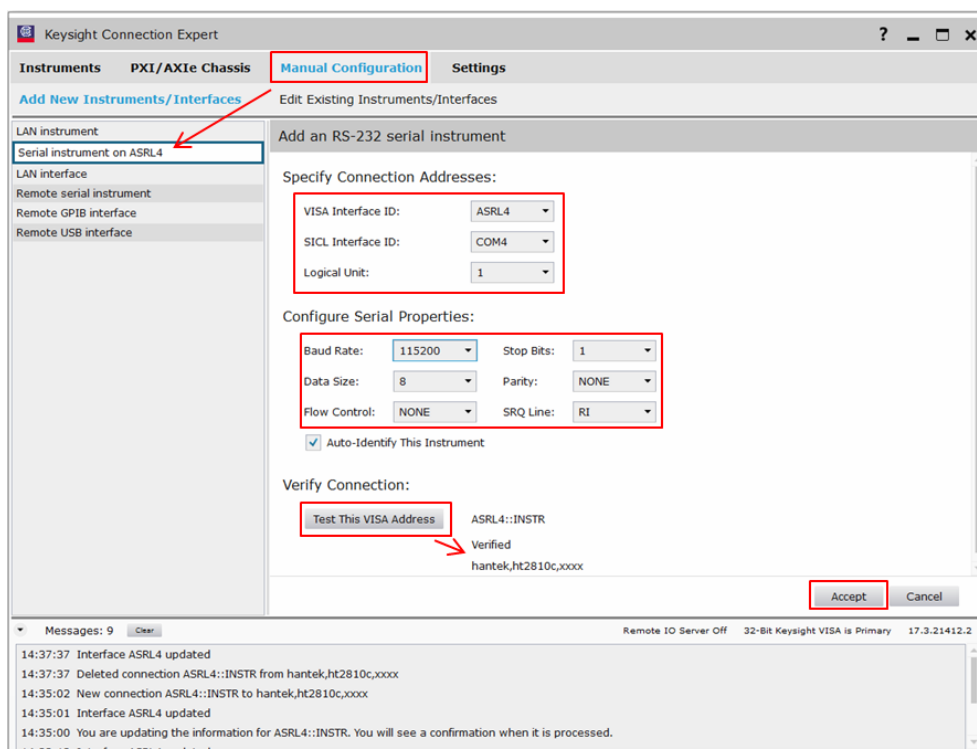 Keysight Connection Expert ?
Instruments PXI/AXIe Chassis Manual Configuration Settings
Add New Instruments/Interfaces Edit Existing Instruments/Interfaces
LAN instrument
Serial instrument on ASRL4
LAN interface
Remote serial instrument
Remote GPIB interface
Remote USB interface
Add an RS-232 serial instrument
Specify Connection Addresses:
VISA Interface ID: ASRL4
SICL Interface ID: COM4
Logical Unit: 1
Configure Serial Properties:
Baud Rate: 115200 Stop Bits: 1
Data Size: 8 Parity: NONE
Flow Control: NONE SRQ Line: RI
Auto-Identify This Instrument
Verify Connection:
Test This VISA Address ASRL4::INSTR
Verified
hantek,ht2810c,xxxx
Accept Cancel
Messages: 9 Clear Remote IO Server Off 32-Bit Keysight VISA is Primary 17.3.21412.2
14:37:37 Interface ASRL4 updated
14:37:37 Deleted connection ASRL4::INSTR from hantek,ht2810c,xxxx
14:35:02 New connection ASRL4::INSTR to hantek,ht2810c,xxxx
14:35:01 Interface ASRL4 updated
14:35:00 You are updating the information for ASRL4::INSTR. You will see a confirmation when it is processed.